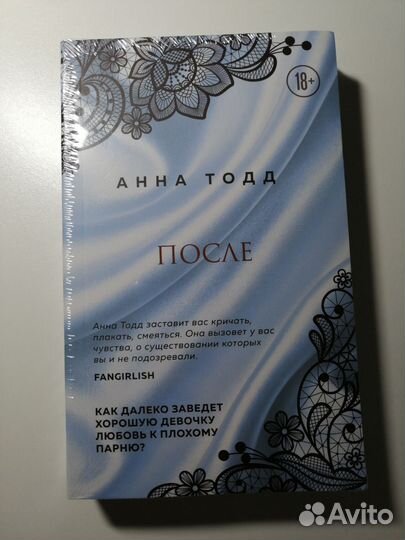 18+
АННА ТОДД
ПОСЛЕ
Анна Тодд заставит вас кричать,
плакать, смеяться. Она вызовет у вас
чувства, о существовании которых
вы и не подозревали.
FANGIRLISH
КАК ДАЛЕКО ЗАВЕДЕТ
ХОРОШУЮ ДЕВОЧКУ
ЛЮБОВЬ К ПЛОХОМУ
ПАРНЮ?
Avito